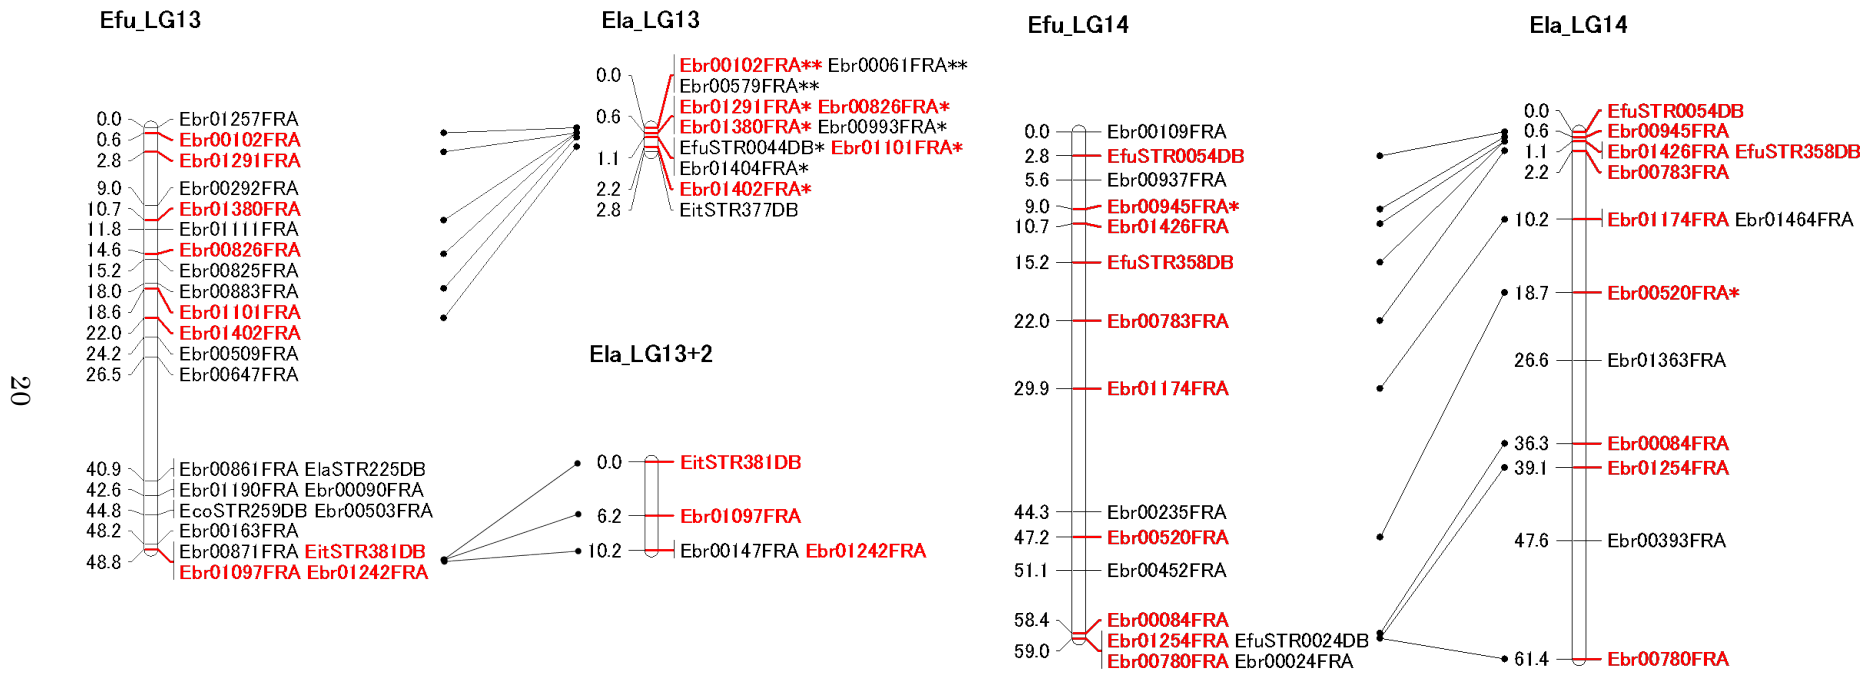 Efu_LG13
0.0 Ebr01257FRA
0.6 Ebr00102FRA
2.8 Ebr01291FRA
9.0 Ebr00292FRA
10.7 Ebr01380FRA
11.8 Ebr01111FRA
14.6 Ebr00826FRA
15.2 Ebr00825FRA
18.0 Ebr00883FRA
18.6 Ebr01101FRA
22.0 Ebr01402FRA
24.2 Ebr00509FRA
26.5 Ebr00647FRA
40.9 Ebr00861FRA ElaSTR225DB
42.6 Ebr01190FRA Ebr00090FRA
44.8 EcoSTR259DB Ebr00503FRA
48.2 Ebr00163FRA
48.8 Ebr00871FRA EitSTR381DB
Ebr01097FRA Ebr01242FRA
Ela_LG13
0.0 Ebr00102FRA** Ebr00061FRA**
Ebr00579FRA**
0.6 Ebr01291FRA* Ebr00826FRA*
Ebr01380FRA* Ebr00993FRA*
1.1 EfuSTR0044DB* Ebr01101FRA*
Ebr01404FRA*
2.2 Ebr01402FRA*
2.8 EitSTR377DB
Ela_LG13+2
0.0 EitSTR381DB
6.2 Ebr01097FRA
10.2 Ebr00147FRA Ebr01242FRA
Efu_LG14
0.0 Ebr00109FRA
2.8 EfuSTR0054DB
5.6 Ebr00937FRA
9.0 Ebr00945FRA*
10.7 Ebr01426FRA
15.2 EfuSTR358DB
22.0 Ebr00783FRA
29.9 Ebr01174FRA
44.3 Ebr00235FRA
47.2 Ebr00520FRA
51.1 Ebr00452FRA
58.4 Ebr00084FRA
59.0 Ebr01254FRA EfuSTR0024DB
Ebr00780FRA Ebr00024FRA
Ela_LG14
0.0 EfuSTR0054DB
0.6 Ebr00945FRA
1.1 Ebr01426FRA EfuSTR358DB
2.2 Ebr00783FRA
10.2 Ebr01174FRA Ebr01464FRA
18.7 Ebr00520FRA*
26.6 Ebr01363FRA
36.3 Ebr00084FRA
39.1 Ebr01254FRA
47.6 Ebr00393FRA
61.4 Ebr00780FRA
20